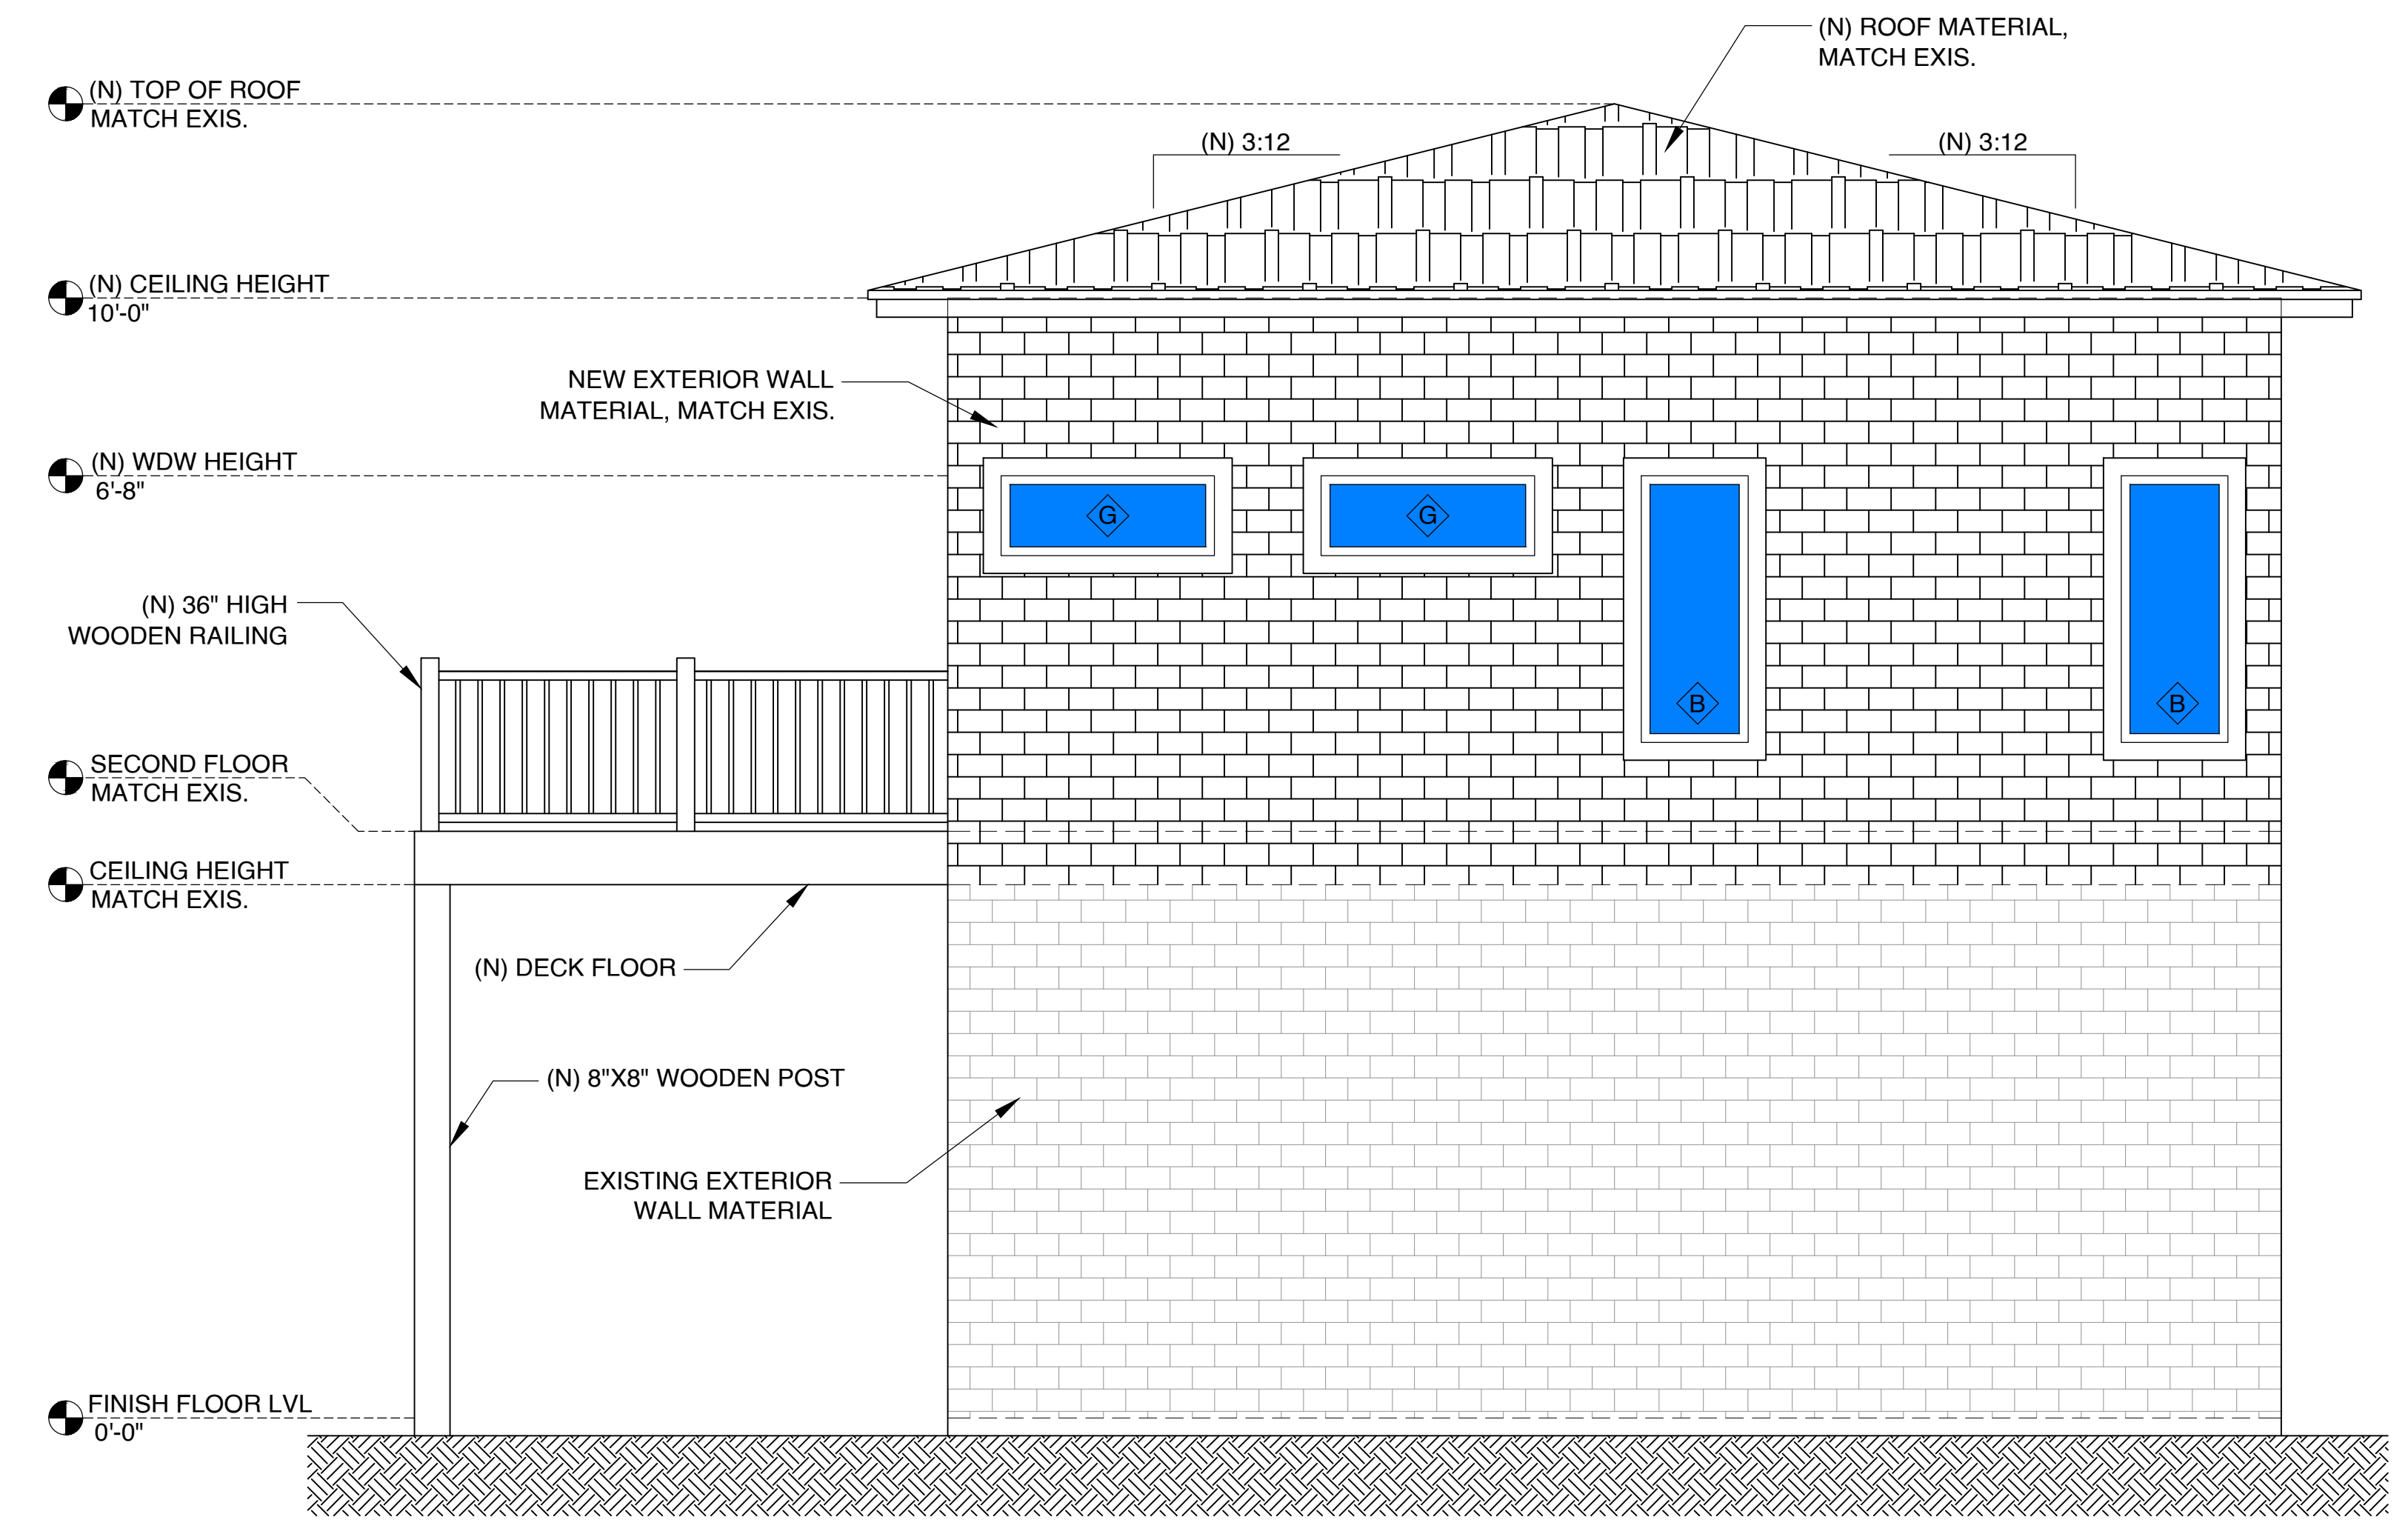 (N) ROOF MATERIAL,
MATCH EXIS.
(N) TOP OF ROOF
MATCH EXIS.
(N) 3:12
(N) 3:12
(N) CEILING HEIGHT
10'-0"
NEW EXTERIOR WALL
MATERIAL, MATCH EXIS.
(N) WDW HEIGHT
6'-8"
G
G
(N) 36" HIGH
WOODEN RAILING
B
B
SECOND FLOOR
MATCH EXIS.
CEILING HEIGHT
MATCH EXIS.
(N) DECK FLOOR
(N) 8"X8" WOODEN POST
EXISTING EXTERIOR
WALL MATERIAL
FINISH FLOOR LVL
0'-0"